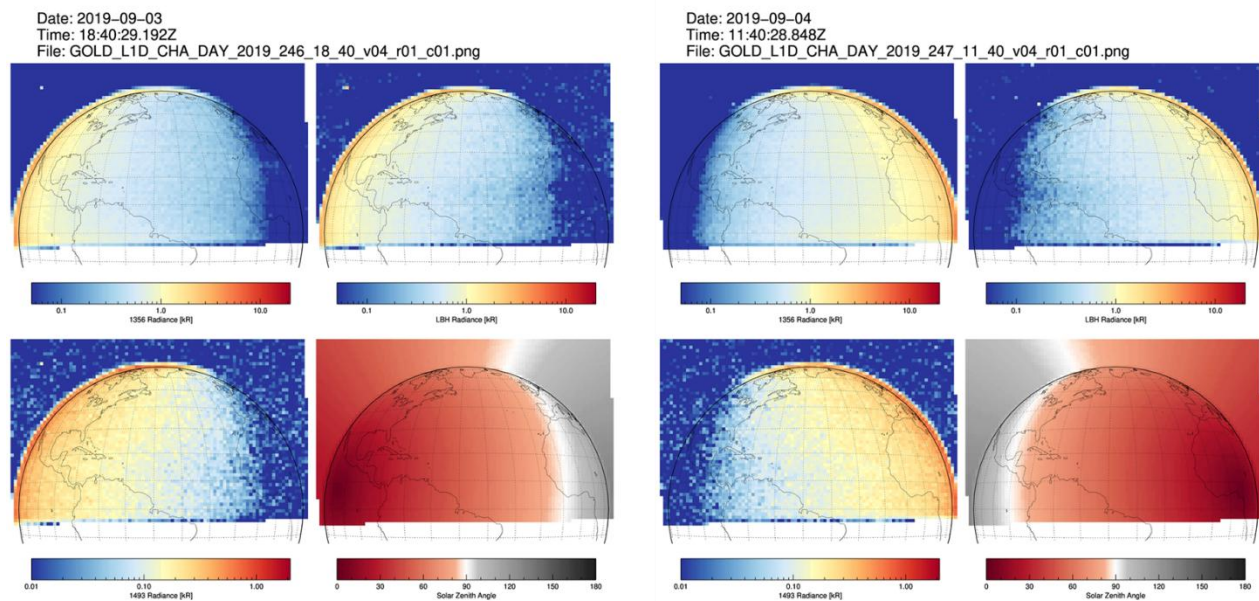 Date: 2019-09-03
Time: 18:40:29.192Z
File: GOLD_L1D_CHA_DAY_2019_246_18_40_v04_r01_c01.png
0.1 1.0 10.0
1356 Radiance [kR]
0.1 1.0 10.0
LBH Radiance [kR]
0.01 0.10 1.00
1493 Radiance [kR]
0 30 60 90 120 150 180
Solar Zenith Angle
Date: 2019-09-04
Time: 11:40:28.848Z
File: GOLD_L1D_CHA_DAY_2019_247_11_40_v04_r01_c01.png
0.1 1.0 10.0
1356 Radiance [kR]
0.1 1.0 10.0
LBH Radiance [kR]
0.01 0.10 1.00
1493 Radiance [kR]
0 30 60 90 120 150 180
Solar Zenith Angle